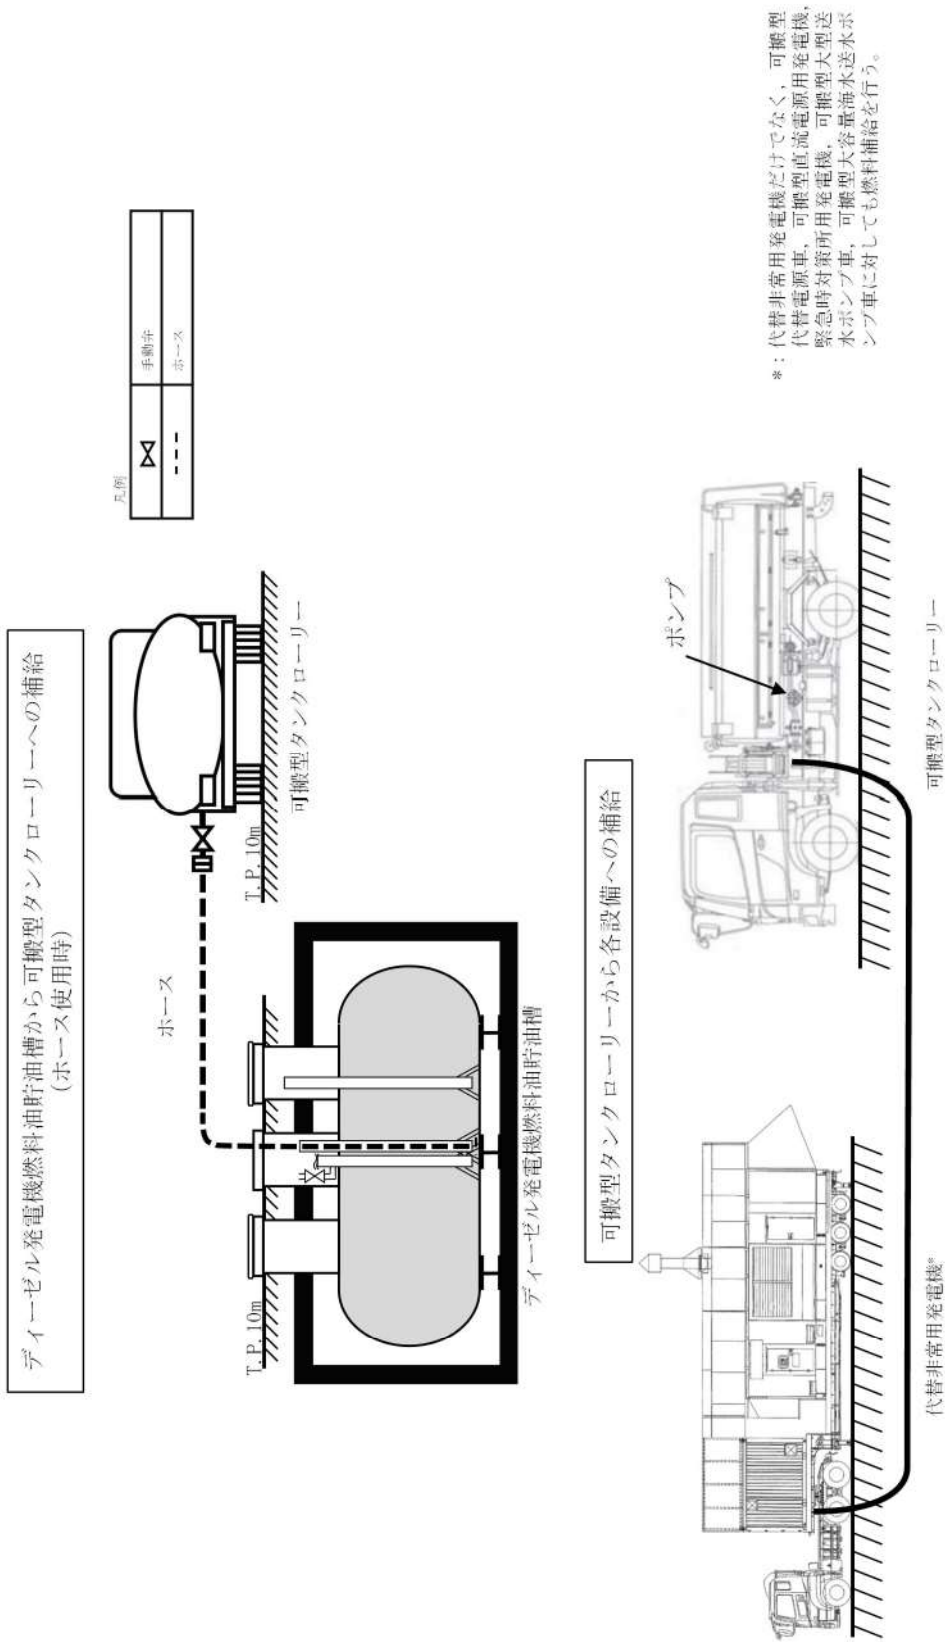 ディーゼル発電機燃料油貯油槽から可搬型タンクローリーへの補給
(ホース使用時)
凡例
手動弁
ホース
ホース
T.P.10m
T.P.10m
可搬型タンクローリー
ディーゼル発電機燃料油貯油槽
可搬型タンクローリーから各設備への補給
ポンプ
代替非常用発電機*
可搬型タンクローリー
*:代替非常用発電機だけでなく,可搬型
代替電源車,可搬型直流電源用発電機,
緊急時対策所用発電機,可搬型大型送
水ポンプ車,可搬型大容量海水送水ポ
ンプ車に対しても燃料補給を行う。